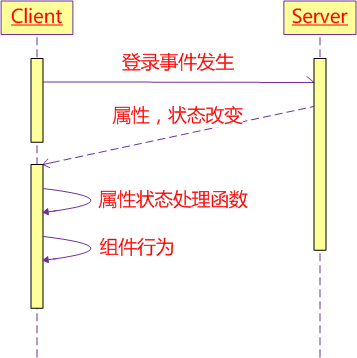 Client
Server
登录事件发生
属性，状态改变
属性状态处理函数
组件行为